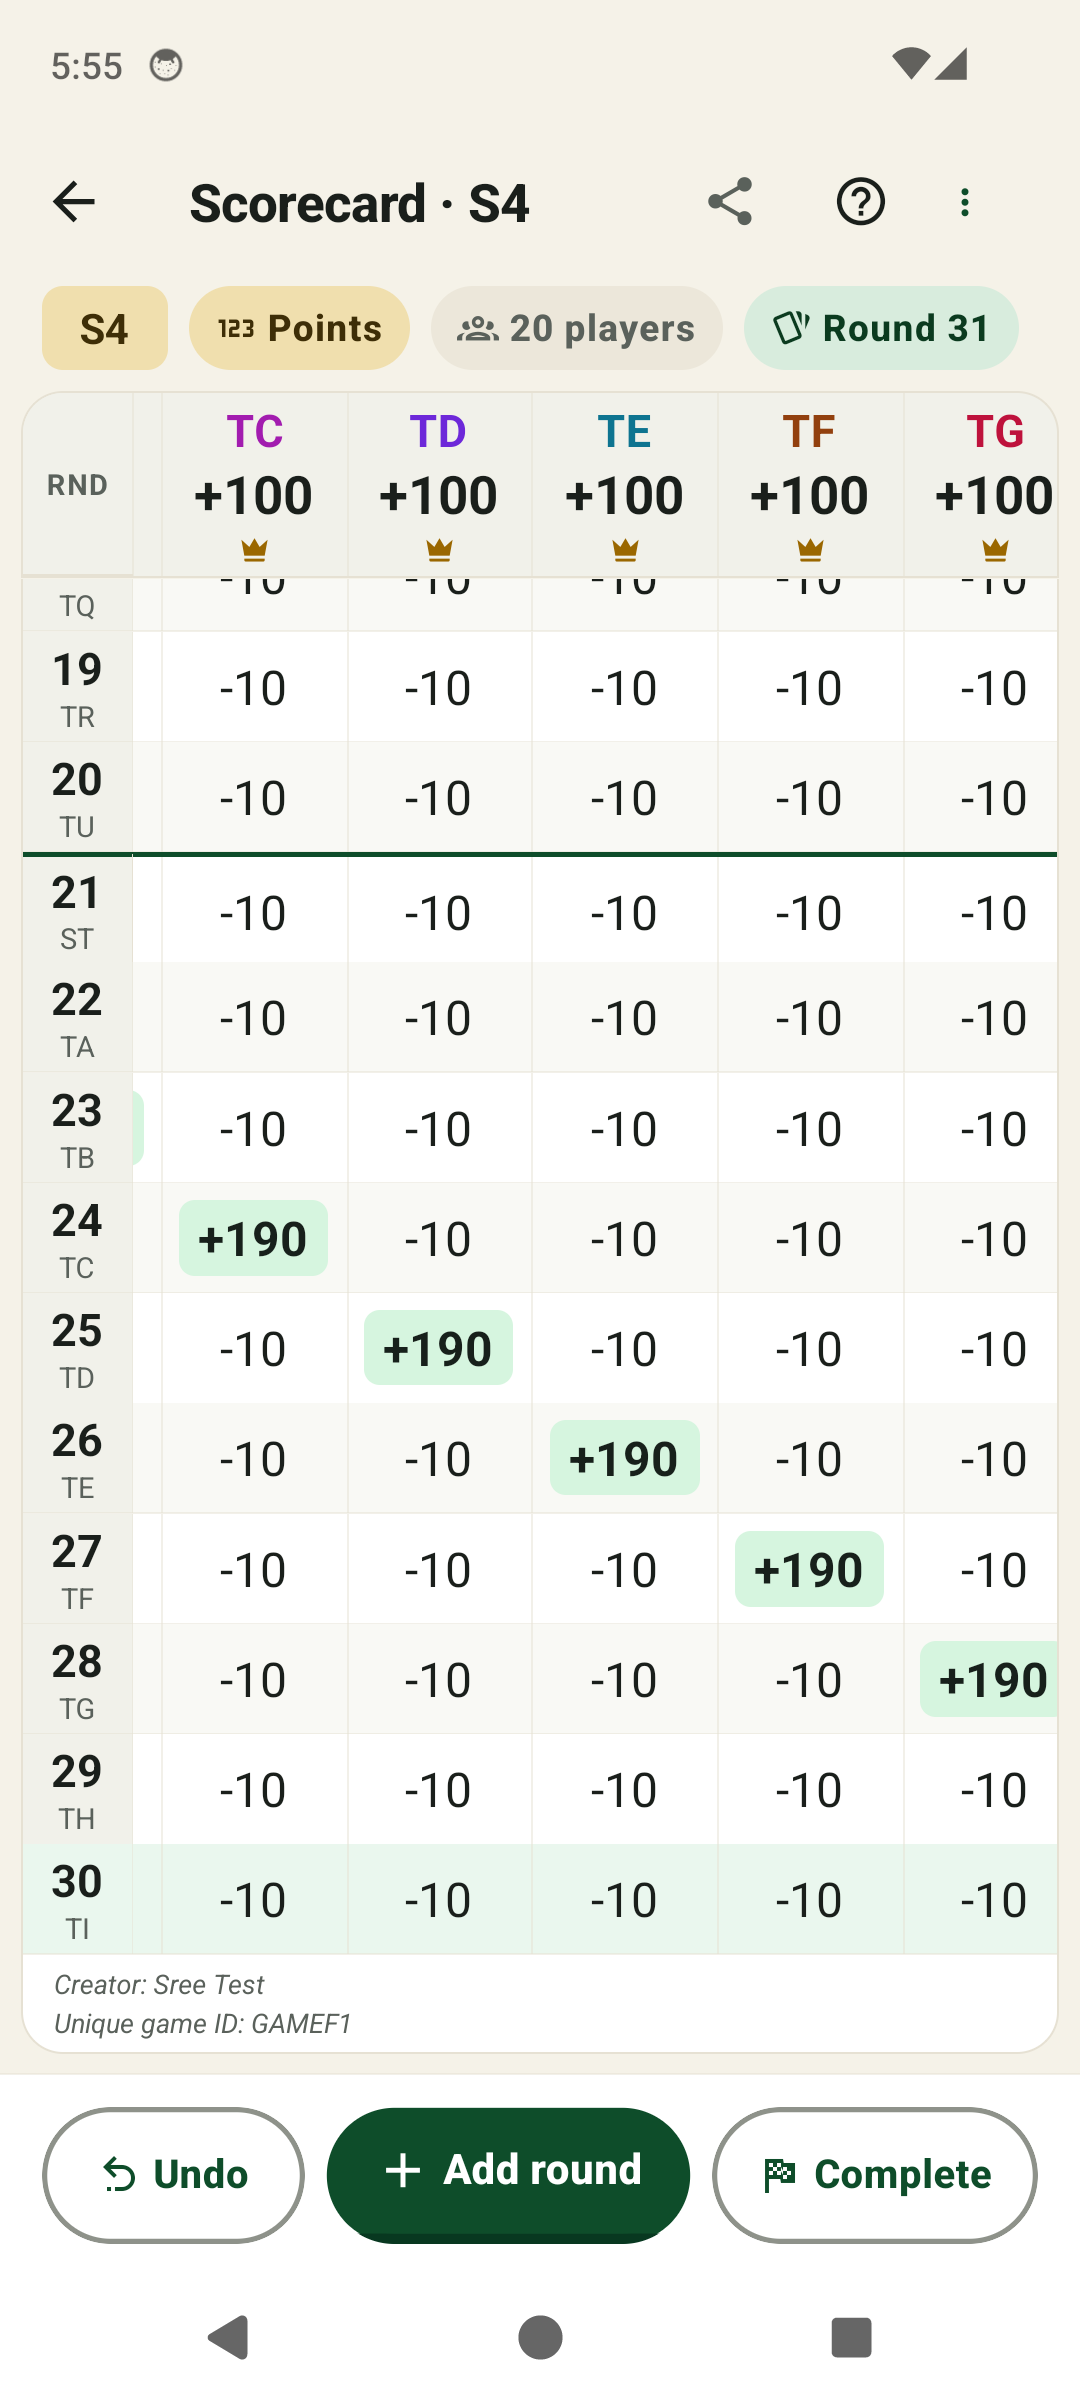 5:55
Scorecard · S4
S4 123 Points 20 players Round 31
RND TC TD TE TF TG
+100 +100 +100 +100 +100
TQ -10 -10 -10 -10 -10
19 TR -10 -10 -10 -10 -10
20 TU -10 -10 -10 -10 -10
21 ST -10 -10 -10 -10 -10
22 TA -10 -10 -10 -10 -10
23 TB -10 -10 -10 -10 -10
24 TC +190 -10 -10 -10 -10
25 TD -10 +190 -10 -10 -10
26 TE -10 -10 +190 -10 -10
27 TF -10 -10 -10 +190 -10
28 TG -10 -10 -10 -10 +190
29 TH -10 -10 -10 -10 -10
30 TI -10 -10 -10 -10 -10
Creator: Sree Test
Unique game ID: GAMEF1
Undo Add round Complete